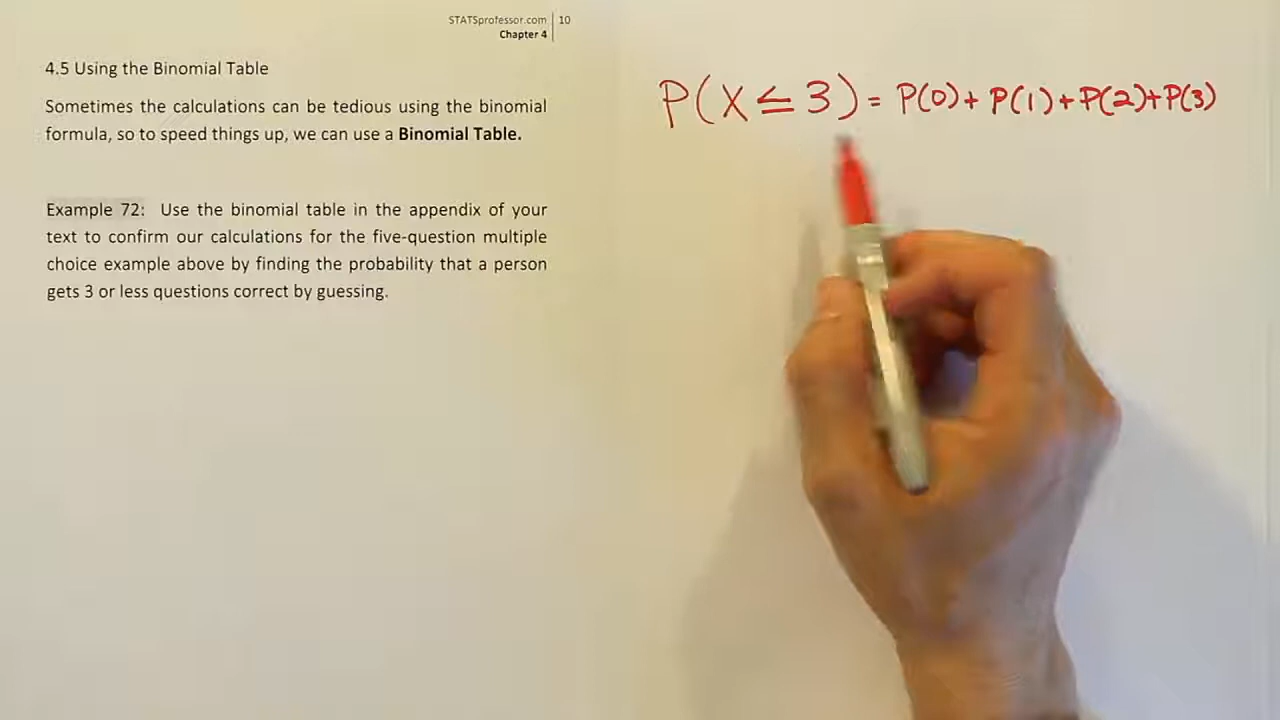 STATSprofessor.com 10
Chapter 4
4.5 Using the Binomial Table
Sometimes the calculations can be tedious using the binomial
formula, so to speed things up, we can use a Binomial Table.
Example 72: Use the binomial table in the appendix of your
text to confirm our calculations for the five-question multiple
choice example above by finding the probability that a person
gets 3 or less questions correct by guessing.
P(X ≤ 3) = P(0) + P(1) + P(2) + P(3)